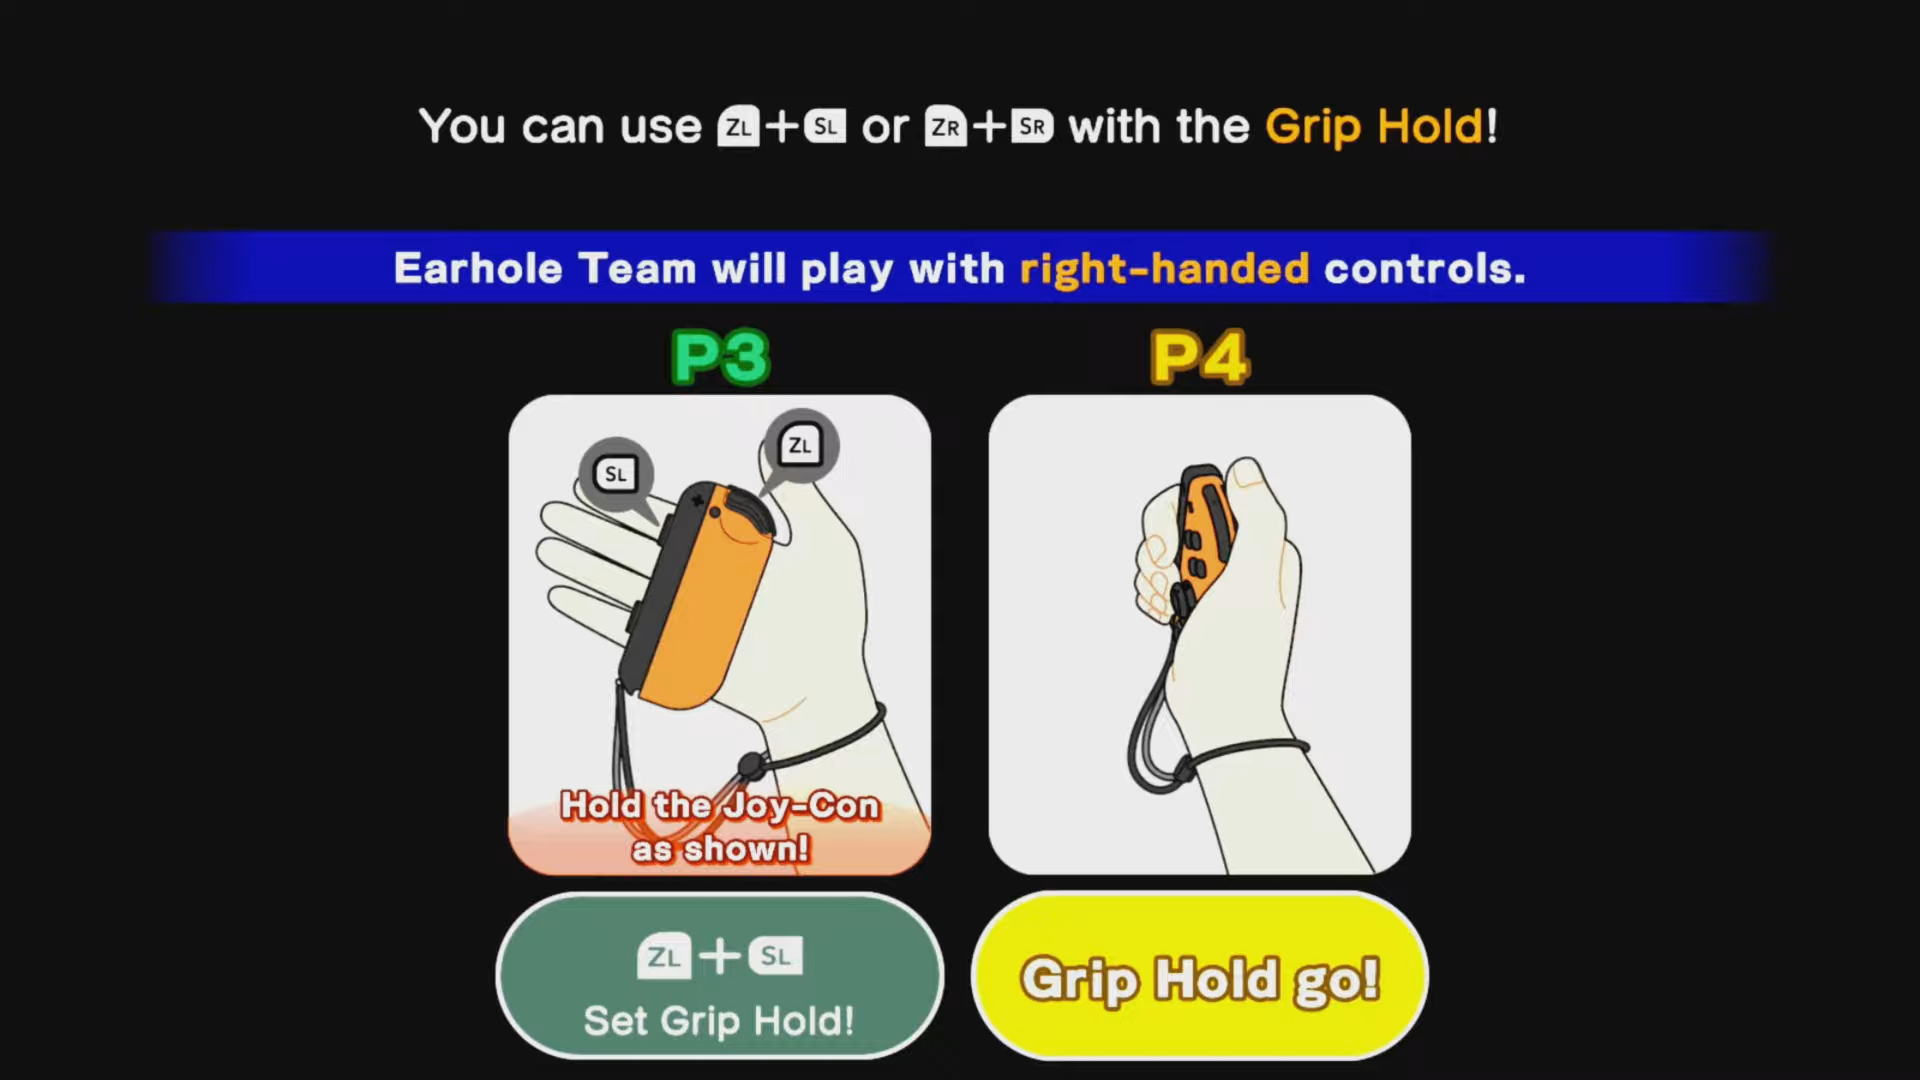 You can use ZL+SL or ZR+SR with the Grip Hold!
Earhole Team will play with right-handed controls.
P3
P4
SL
ZL
Hold the Joy-Con
as shown!
ZL+SL
Set Grip Hold!
Grip Hold go!